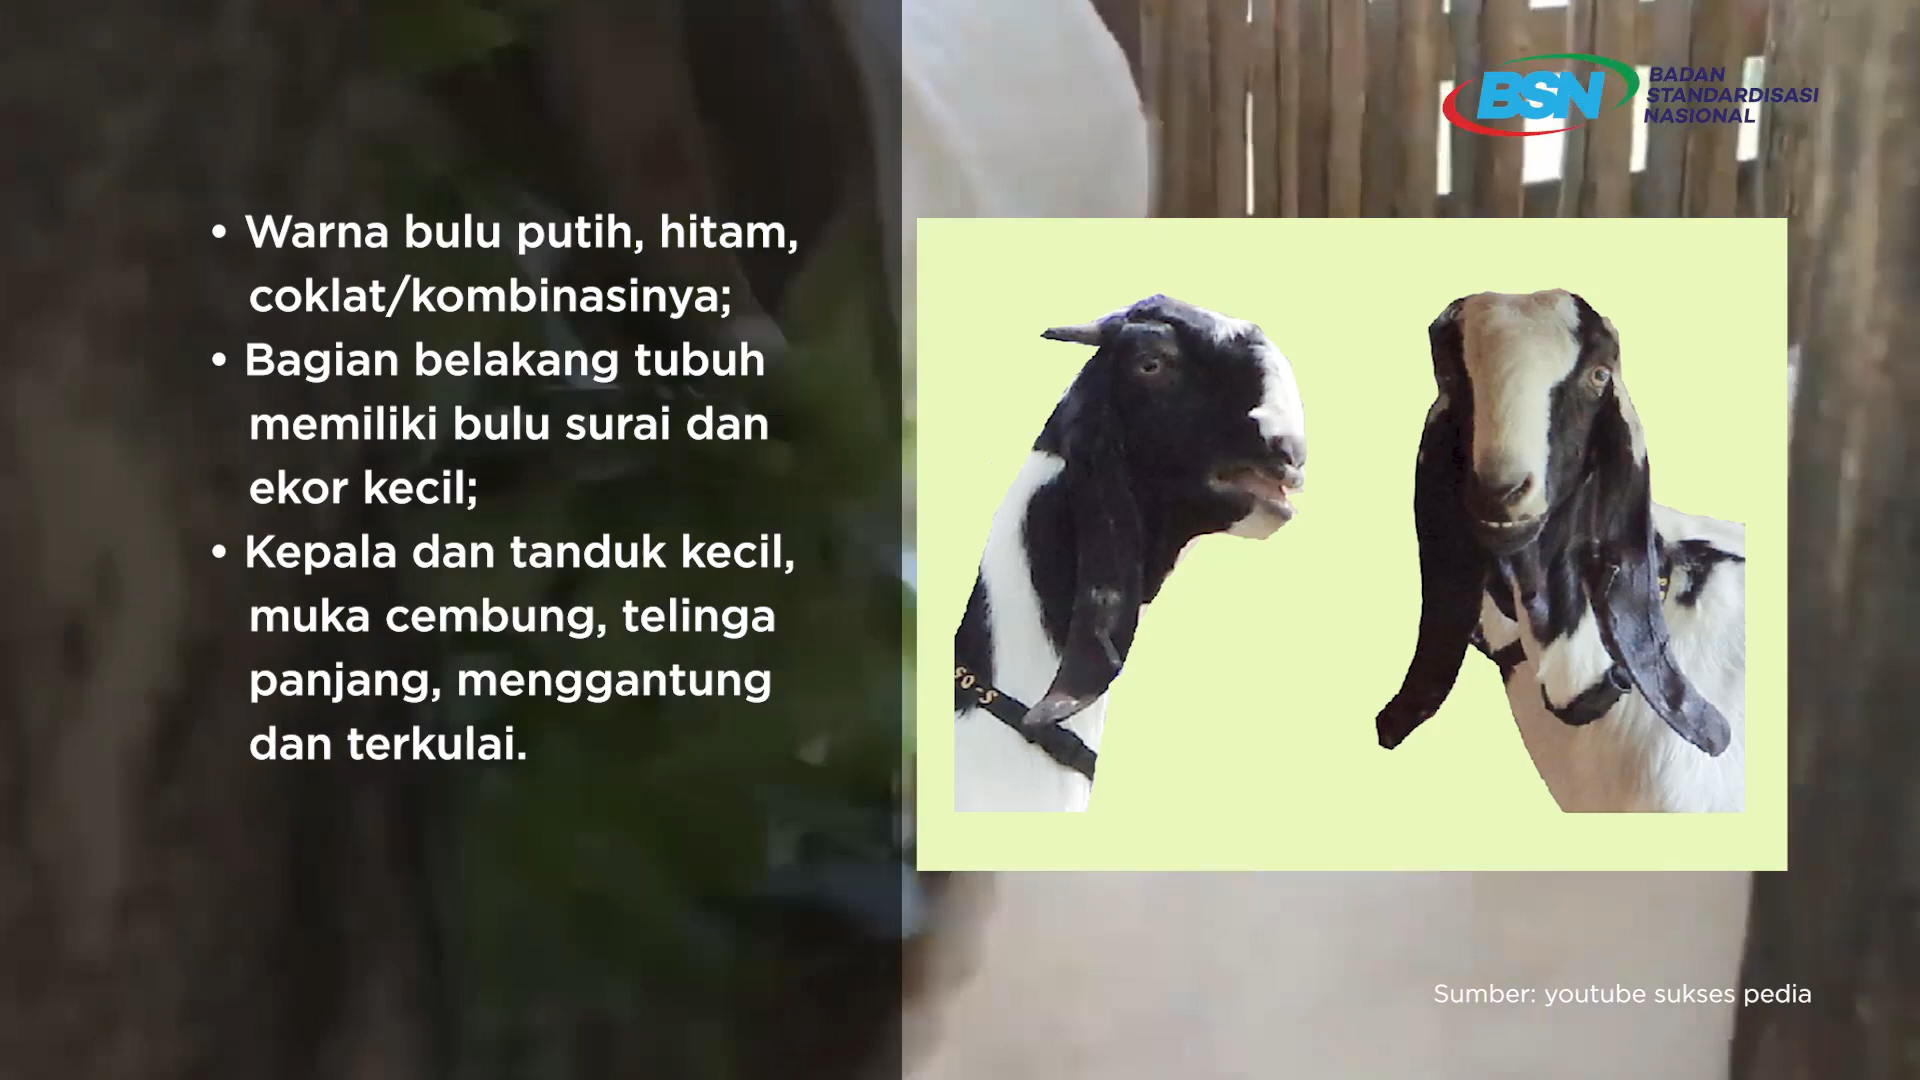 BSN BADAN
STANDARDISASI
NASIONAL
• Warna bulu putih, hitam,
coklat/kombinasinya;
• Bagian belakang tubuh
memiliki bulu surai dan
ekor kecil;
• Kepala dan tanduk kecil,
muka cembung, telinga
panjang, menggantung
dan terkulai.
Sumber: youtube sukses pedia